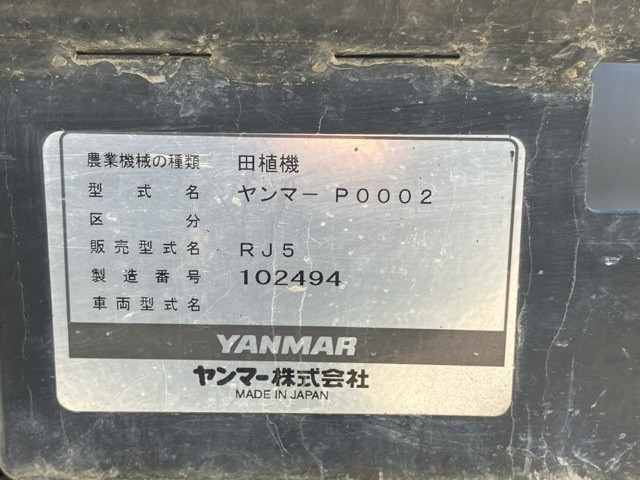 農業機械の種類 田植機
型式名 ヤンマー P0002
区分
販売型式名 RJ5
製造番号 102494
車両型式名
YANMAR
ヤンマー株式会社
MADE IN JAPAN